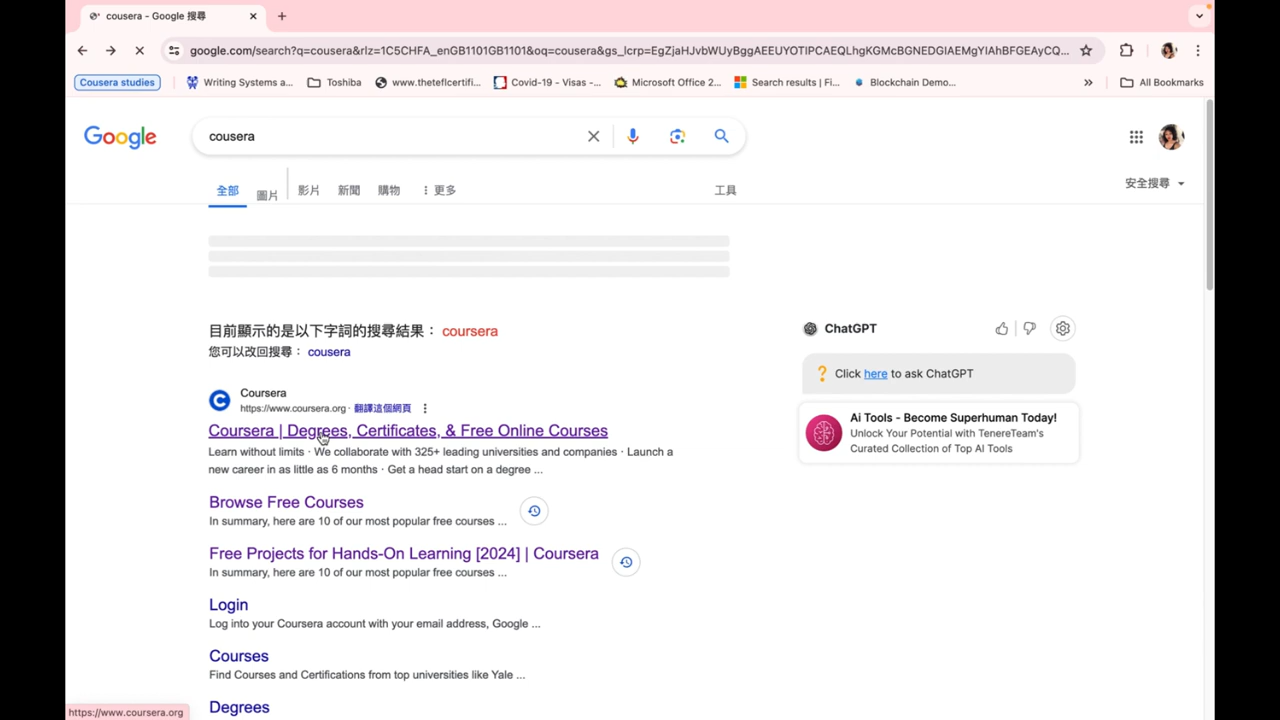 cousera - Google 搜尋
google.com/search?q=cousera&rlz=1C5CHFA_enGB1101GB1101&oq=cousera&gs_lcrp=EgZjaHJvbWUyBggAEEUYOTIPCAEQLhgKGMcBGNEDGIAEMgYIAhBFGEAyCQ...
Cousera studies
Writing Systems a...
Toshiba
www.theteflcertifi...
Covid-19 - Visas -...
Microsoft Office 2...
Search results | Fi...
Blockchain Demo...
»
All Bookmarks
Google
cousera
全部
圖片
影片
新聞
購物
更多
工具
安全搜尋
目前顯示的是以下字詞的搜尋結果： coursera
您可以改回搜尋： cousera
Coursera
https://www.coursera.org · 翻譯這個網頁
Coursera | Degrees, Certificates, & Free Online Courses
Learn without limits · We collaborate with 325+ leading universities and companies · Launch a
new career in as little as 6 months · Get a head start on a degree ...
Browse Free Courses
In summary, here are 10 of our most popular free courses ...
Free Projects for Hands-On Learning [2024] | Coursera
In summary, here are 10 of our most popular free courses ...
Login
Log into your Coursera account with your email address, Google ...
Courses
Find Courses and Certifications from top universities like Yale ...
Degrees
ChatGPT
Click here to ask ChatGPT
Ai Tools - Become Superhuman Today!
Unlock Your Potential with TenereTeam's
Curated Collection of Top AI Tools
https://www.coursera.org